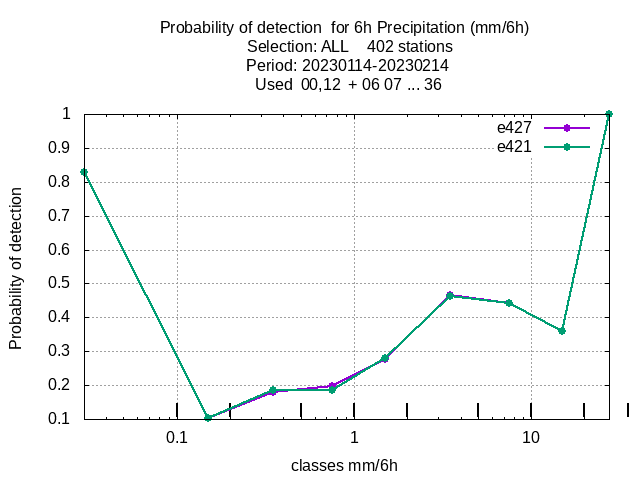 Probability of detection  for 6h Precipitation (mm/6h)
Selection: ALL    402 stations
Period: 20230114-20230214
Used  00,12  + 06 07 ... 36
e427
e421
1
0.9
0.8
0.7
0.6
0.5
0.4
0.3
0.2
0.1
Probability of detection
0.1 1 10
classes mm/6h